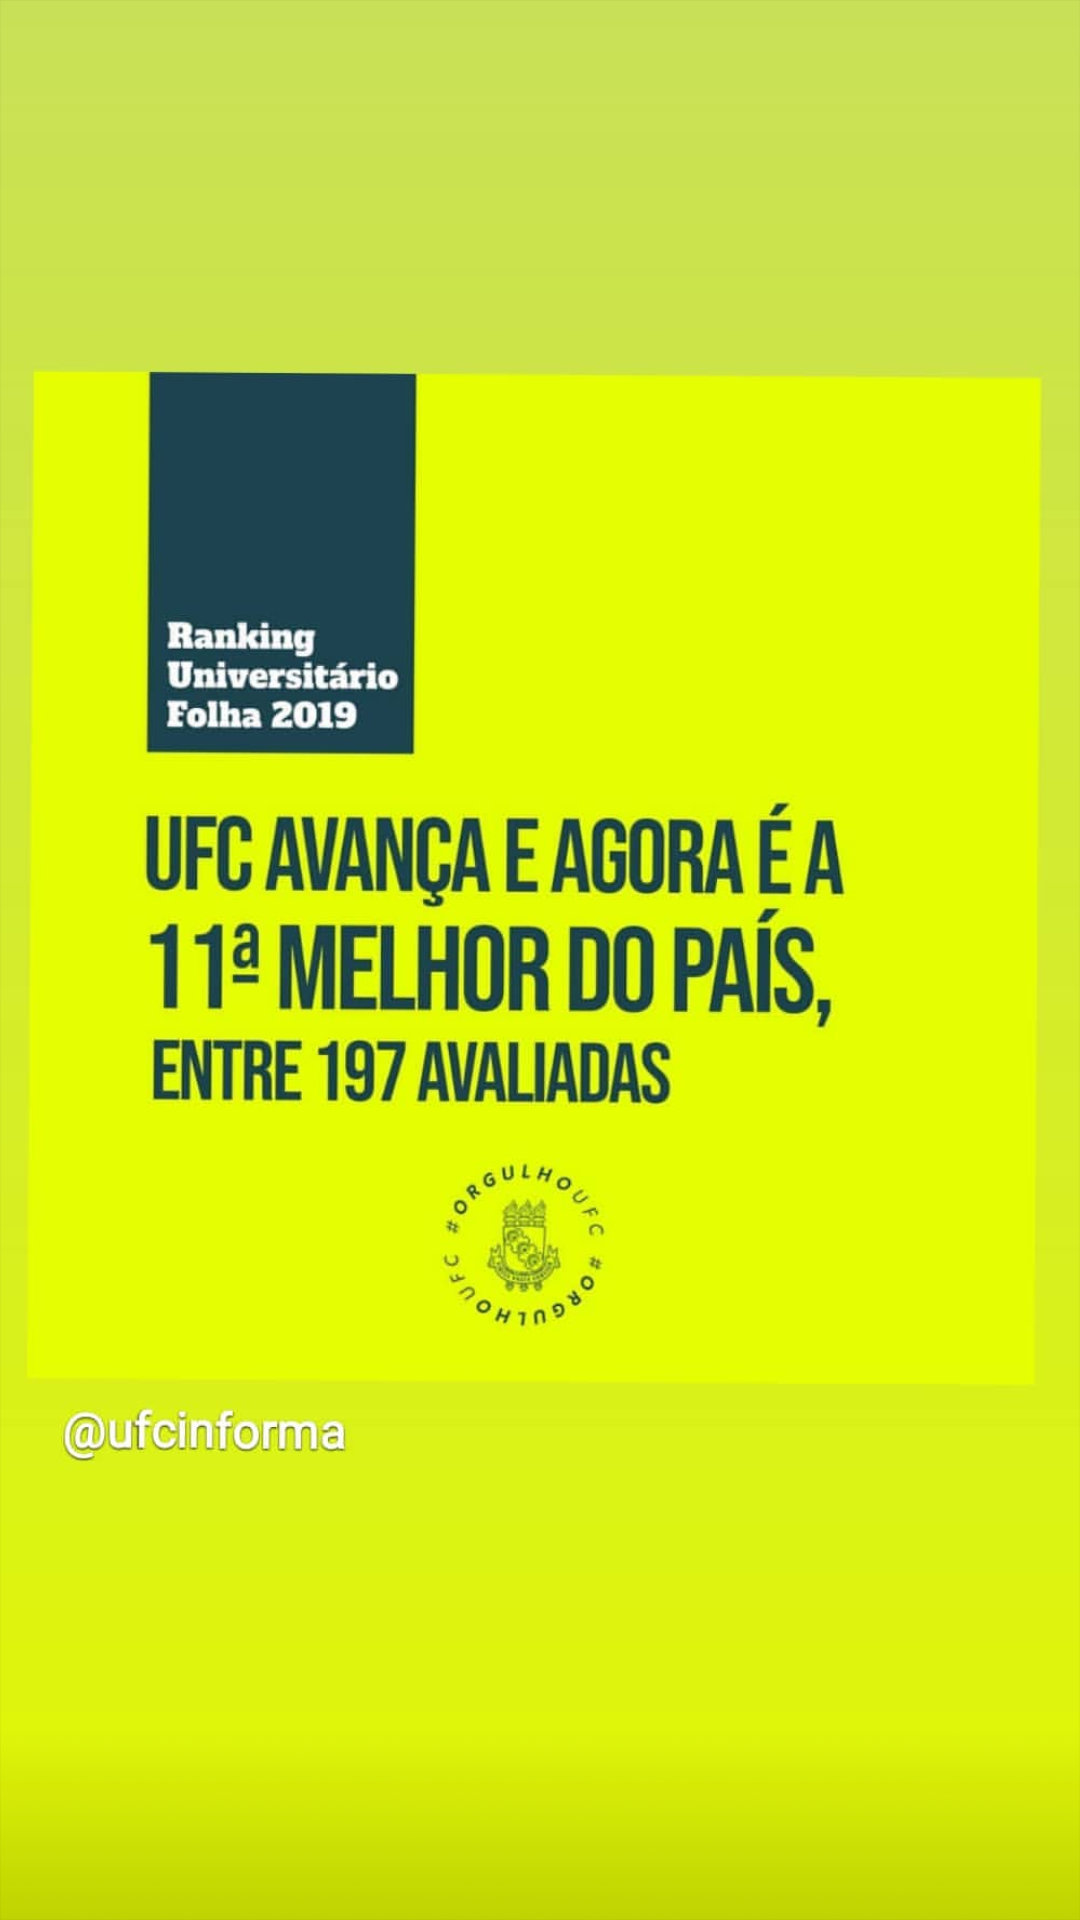 Ranking
Universitário
Folha 2019
UFC AVANÇA E AGORA É A
11ª MELHOR DO PAÍS,
ENTRE 197 AVALIADAS
#ORGULHOUFC #ORGULHOUFC
@ufcinforma